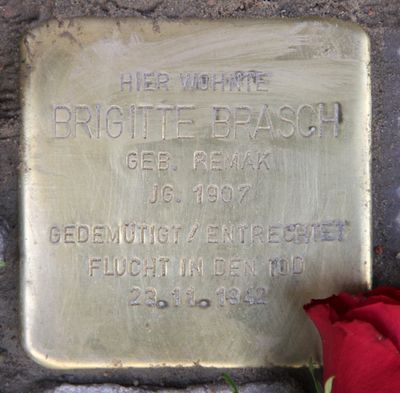 HIER WOHNTE
BRIGITTE BRASCH
GEB. REMAK
JG. 1907
GEDEMÜTIGT / ENTRECHTET
FLUCHT IN DEN TOD
23.11.1942